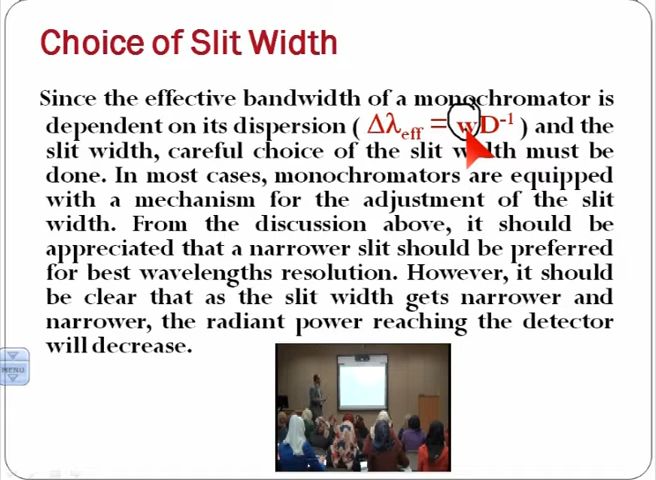 Choice of Slit Width
Since the effective bandwidth of a monochromator is
dependent on its dispersion ( Δλeff = wD-1 ) and the
slit width, careful choice of the slit width must be
done. In most cases, monochromators are equipped
with a mechanism for the adjustment of the slit
width. From the discussion above, it should be
appreciated that a narrower slit should be preferred
for best wavelengths resolution. However, it should
be clear that as the slit width gets narrower and
narrower, the radiant power reaching the detector
will decrease.
MENU